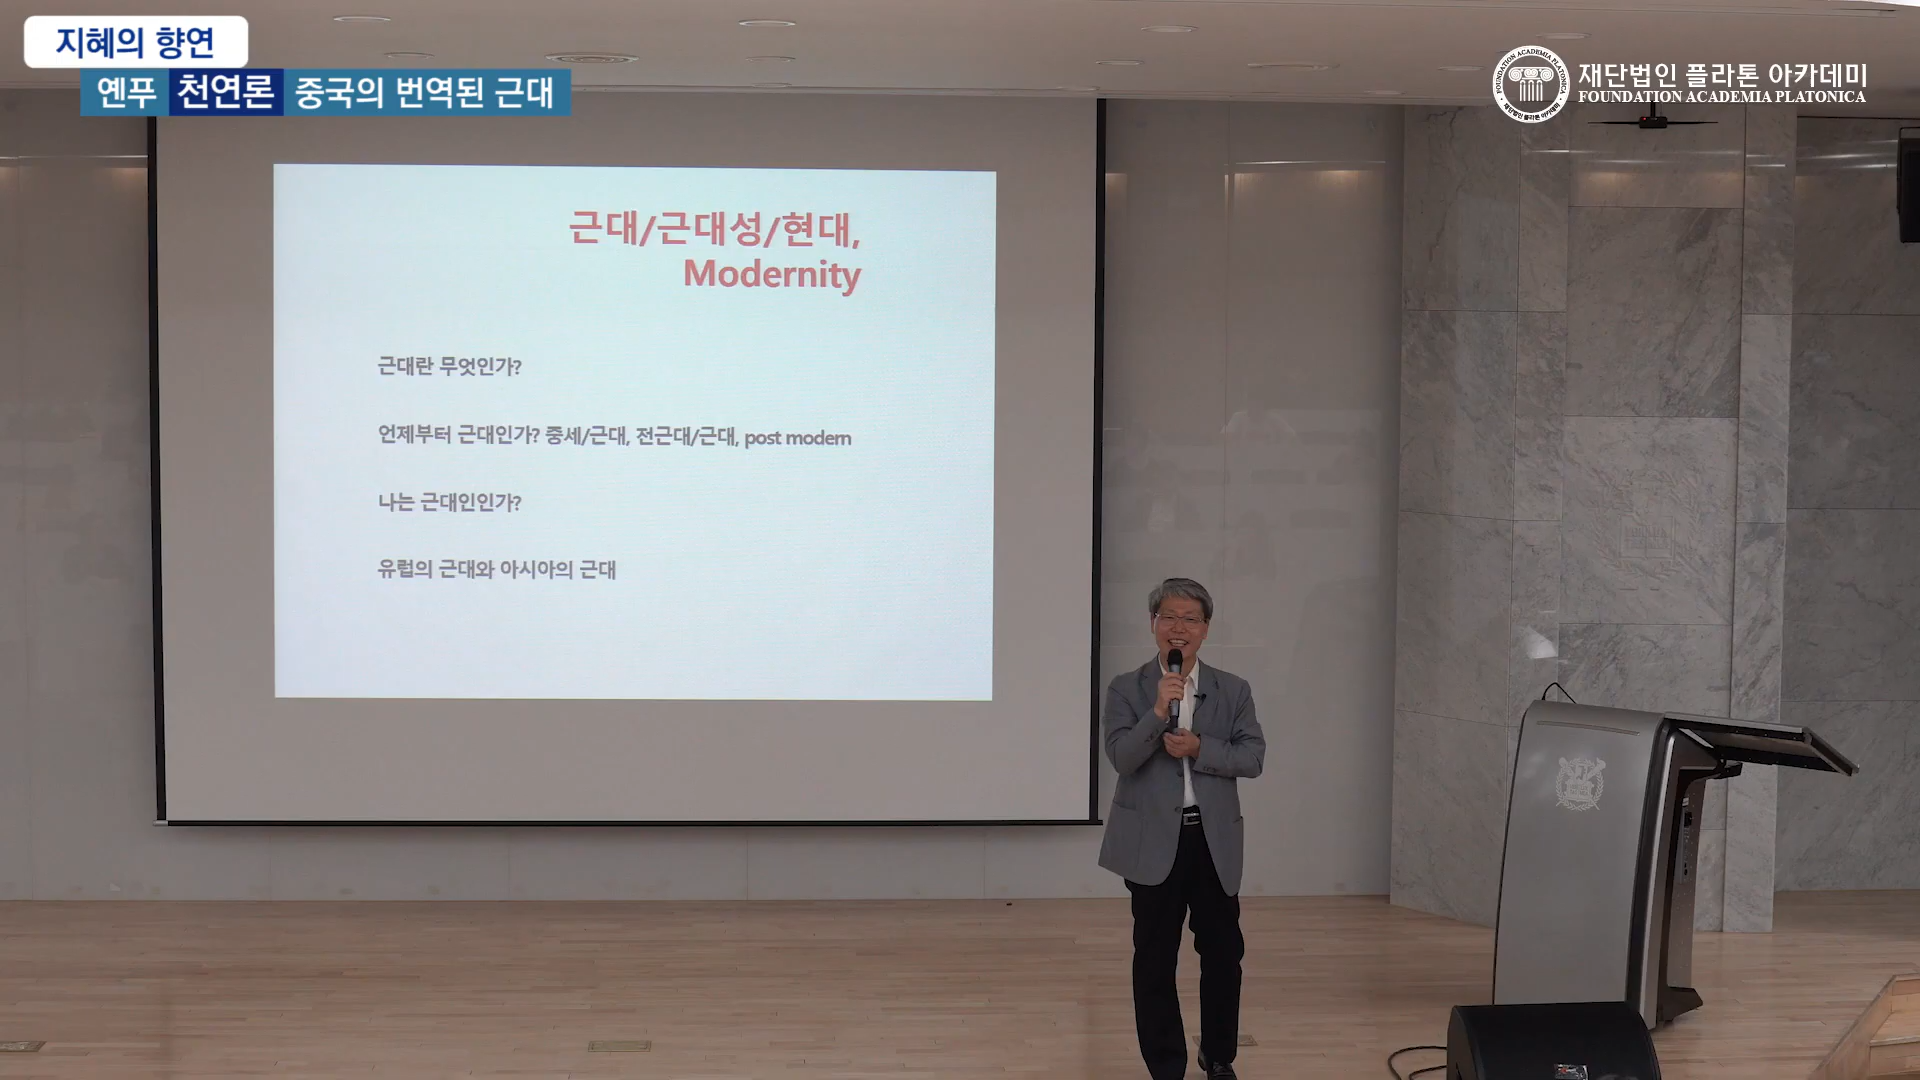 지혜의 향연
옌푸 천연론 중국의 번역된 근대
재단법인 플라톤 아카데미
FOUNDATION ACADEMIA PLATONICA
근대/근대성/현대,
Modernity
근대란 무엇인가?
언제부터 근대인가? 중세/근대, 전근대/근대, post modern
나는 근대인인가?
유럽의 근대와 아시아의 근대